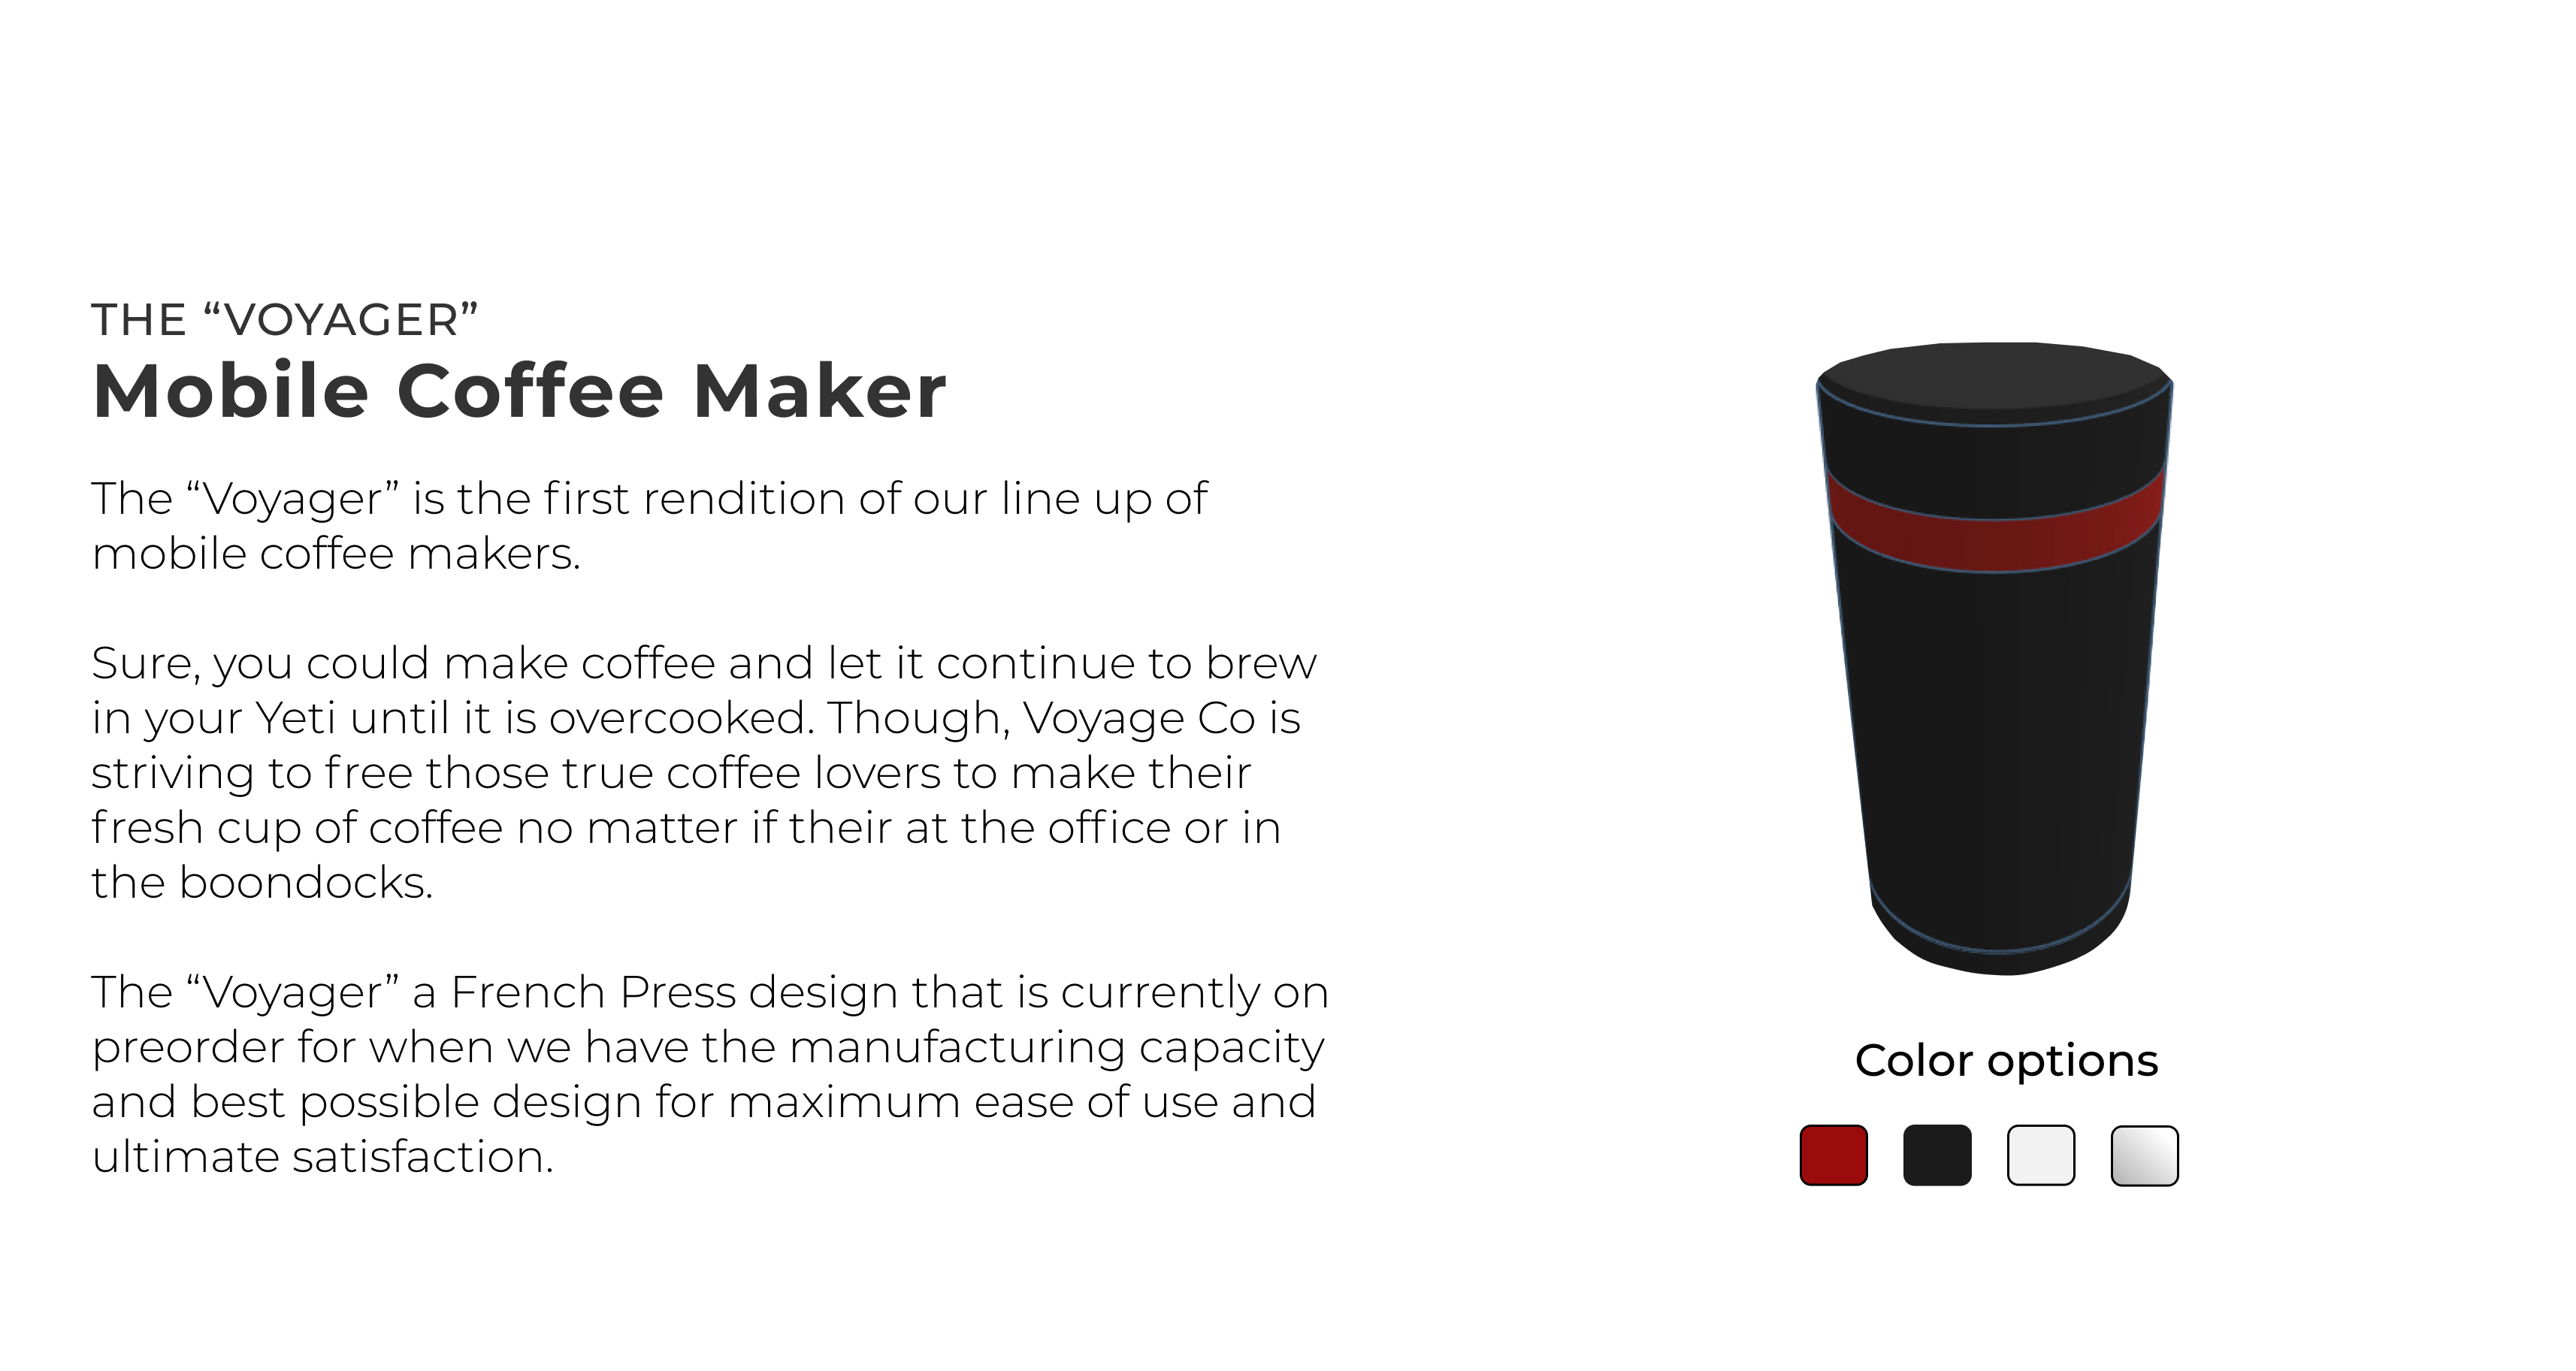 THE “VOYAGER”
Mobile Coffee Maker
The “Voyager” is the first rendition of our line up of
mobile coffee makers.
Sure, you could make coffee and let it continue to brew
in your Yeti until it is overcooked. Though, Voyage Co is
striving to free those true coffee lovers to make their
fresh cup of coffee no matter if their at the office or in
the boondocks.
The “Voyager” a French Press design that is currently on
preorder for when we have the manufacturing capacity
and best possible design for maximum ease of use and
ultimate satisfaction.
Color options